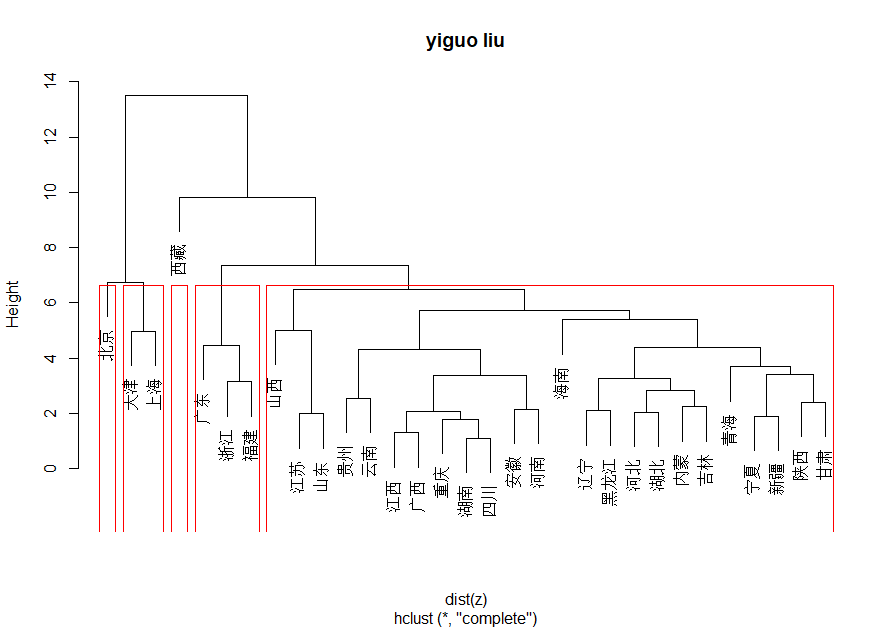 yiguo liu
Height
14
12
10
8
6
4
2
0
北京
天津
上海
西藏
广东
浙江
福建
山西
江苏
山东
贵州
云南
江西
广西
重庆
湖南
四川
安徽
河南
海南
辽宁
黑龙江
河北
湖北
内蒙
吉林
青海
宁夏
新疆
陕西
甘肃
dist(z)
hclust (*, "complete")